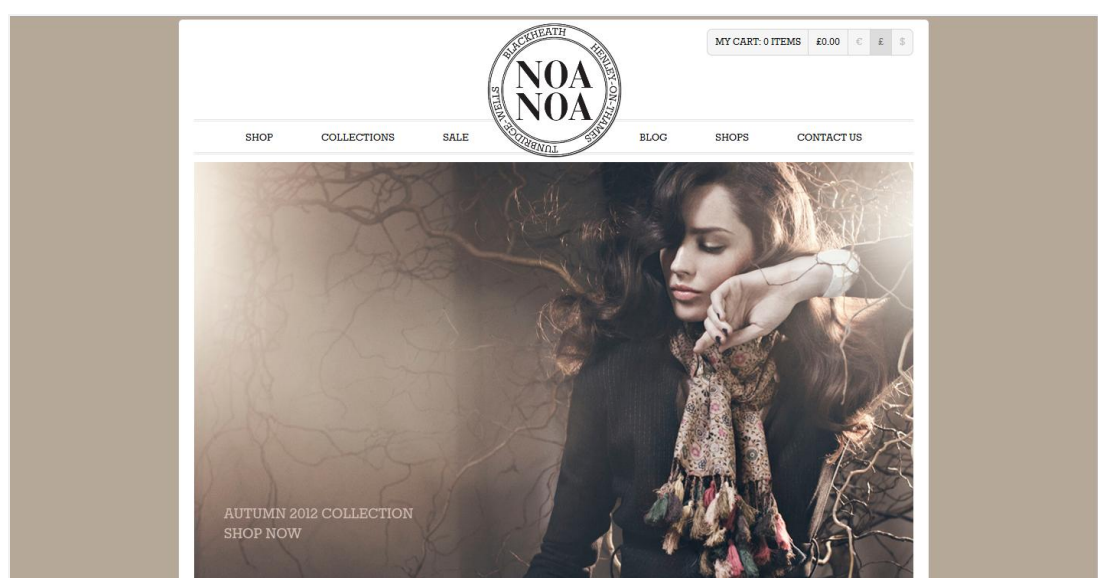 MY CART: 0 ITEMS £0.00 € £ $
BLACKHEATH
HENLEY-ON-THAMES
TUNBRIDGE-WELLS
NOA
NOA
SHOP COLLECTIONS SALE BLOG SHOPS CONTACT US
AUTUMN 2012 COLLECTION
SHOP NOW